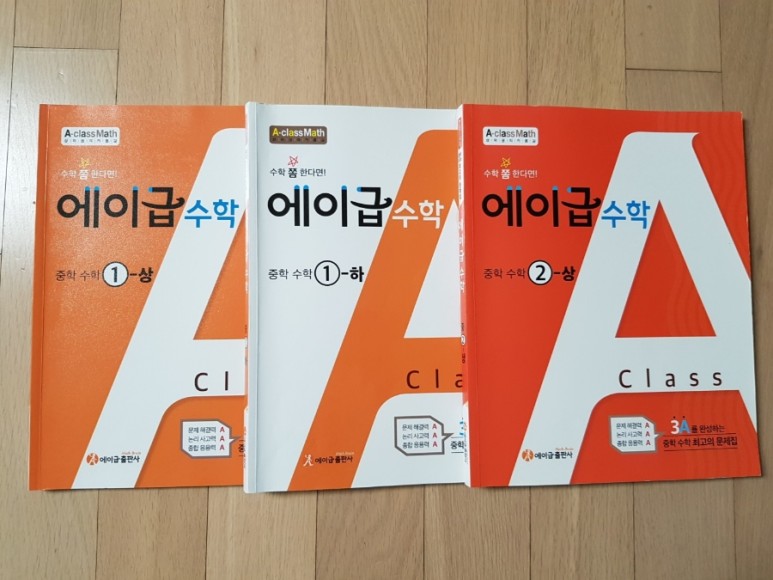 A-classMath
수학 쫌 한다면!
에이급수학
중학 수학 1-상
Cl
문제 해결력 A
논리 사고력 A
종합 응용력 A
에이급출판사
A-classMath
수학 쫌 한다면!
에이급수학
중학 수학 1-하
Cla
문제 해결력 A
논리 사고력 A
종합 응용력 A
에이급출판사
A-classMath
수학 쫌 한다면!
에이급수학
중학 수학 2-상
A
Class
문제 해결력 A
논리 사고력 A
종합 응용력 A
3A를 완성하는
중학 수학 최고의 문제집
에이급출판사